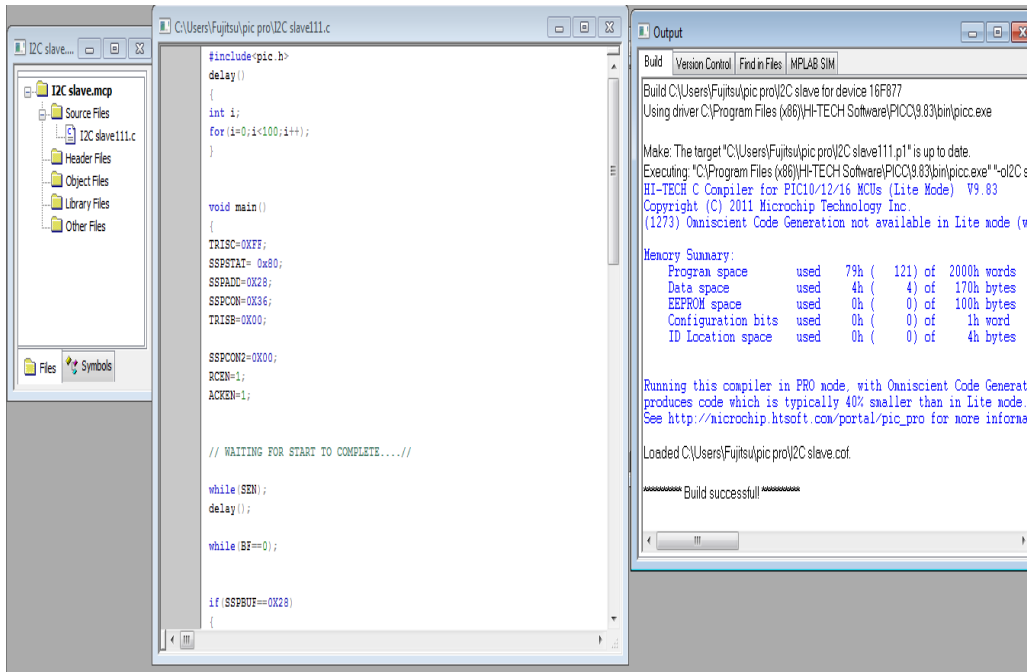 I2C slave....
I2C slave.mcp
Source Files
I2C slave111.c
Header Files
Object Files
Library Files
Other Files
Files
Symbols
C:\Users\Fujitsu\pic pro\I2C slave111.c
#include<pic.h>
delay()
{
int i;
for(i=0;i<100;i++);
}
void main()
{
TRISC=0XFF;
SSPSTAT= 0x80;
SSPADD=0X28;
SSPCON=0X36;
TRISB=0X00;
SSPCON2=0X00;
RCEN=1;
ACKEN=1;
// WAITING FOR START TO COMPLETE....//
while(SEN);
delay();
while(BF==0);
if(SSPBUF==0X28)
{
Output
Build Version Control Find in Files MPLAB SIM
Build C:\Users\Fujitsu\pic pro\I2C slave for device 16F877
Using driver C:\Program Files (x86)\HI-TECH Software\PICC\9.83\bin\picc.exe
Make: The target "C:\Users\Fujitsu\pic pro\I2C slave111.p1" is up to date.
Executing: "C:\Program Files (x86)\HI-TECH Software\PICC\9.83\bin\picc.exe" "-oI2C s
HI-TECH C Compiler for PIC10/12/16 MCUs (Lite Mode) V9.83
Copyright (C) 2011 Microchip Technology Inc.
(1273) Omniscient Code Generation not available in Lite mode (w
Memory Summary:
Program space used 79h ( 121) of 2000h words
Data space used 4h ( 4) of 170h bytes
EEPROM space used 0h ( 0) of 100h bytes
Configuration bits used 0h ( 0) of 1h word
ID Location space used 0h ( 0) of 4h bytes
Running this compiler in PRO mode, with Omniscient Code Generat
produces code which is typically 40% smaller than in Lite mode.
See http://microchip.htsoft.com/portal/pic_pro for more informa
Loaded C:\Users\Fujitsu\pic pro\I2C slave.cof.
********** Build successful! **********